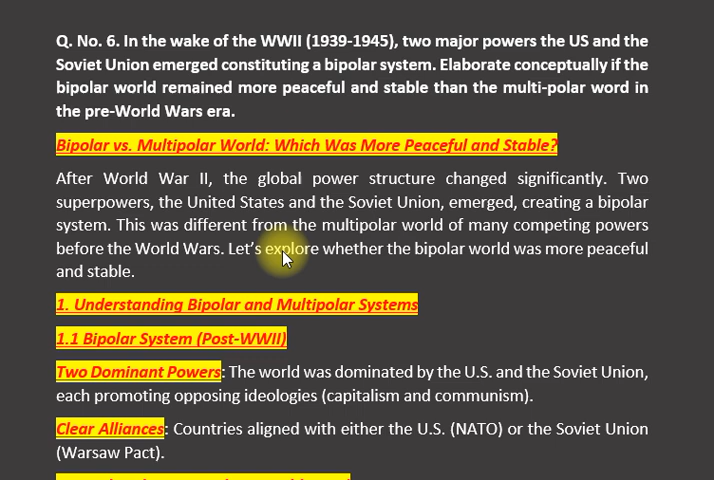 Q. No. 6. In the wake of the WWII (1939-1945), two major powers the US and the
Soviet Union emerged constituting a bipolar system. Elaborate conceptually if the
bipolar world remained more peaceful and stable than the multi-polar word in
the pre-World Wars era.
Bipolar vs. Multipolar World: Which Was More Peaceful and Stable?
After World War II, the global power structure changed significantly. Two
superpowers, the United States and the Soviet Union, emerged, creating a bipolar
system. This was different from the multipolar world of many competing powers
before the World Wars. Let’s explore whether the bipolar world was more peaceful
and stable.
1. Understanding Bipolar and Multipolar Systems
1.1 Bipolar System (Post-WWII)
Two Dominant Powers: The world was dominated by the U.S. and the Soviet Union,
each promoting opposing ideologies (capitalism and communism).
Clear Alliances: Countries aligned with either the U.S. (NATO) or the Soviet Union
(Warsaw Pact).